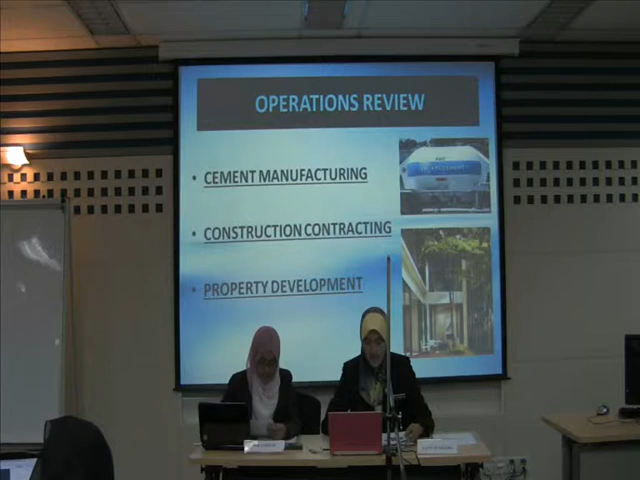 OPERATIONS REVIEW
• CEMENT MANUFACTURING
• CONSTRUCTION CONTRACTING
• PROPERTY DEVELOPMENT